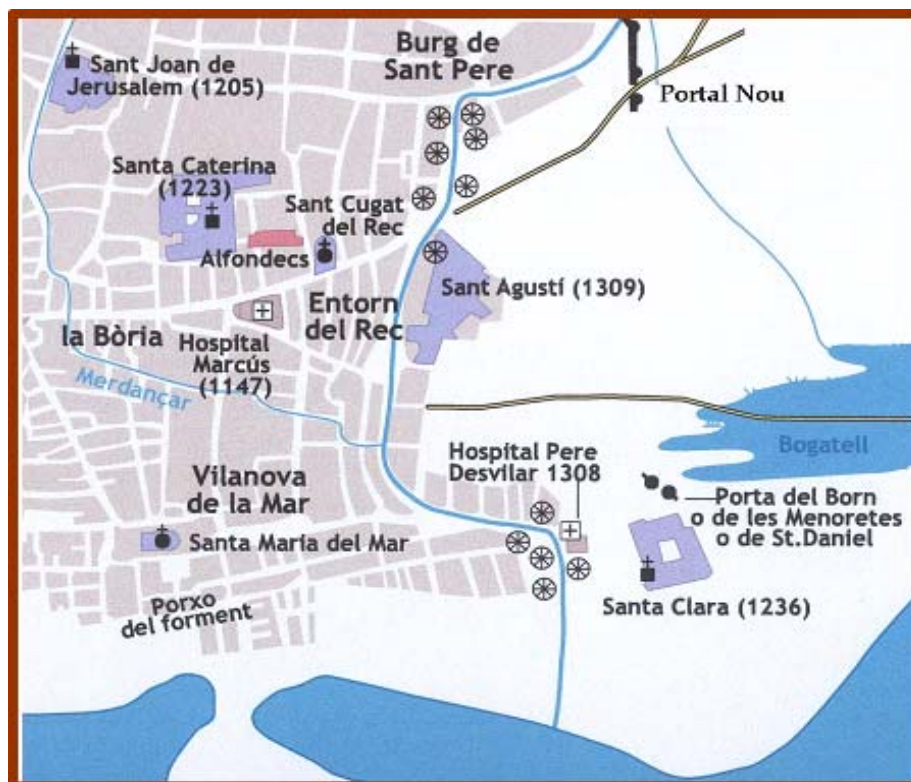 Burg de
Sant Pere
Sant Joan de
Jerusalem (1205)
Portal Nou
Santa Caterina
(1223)
Sant Cugat
del Rec
Alfondecs
Sant Agustí (1309)
Entorn
del Rec
la Bòria
Hospital
Marcús
(1147)
Merdançar
Bogatell
Hospital Pere
Desvilar 1308
Vilanova
de la Mar
Porta del Born
o de les Menoretes
o de St.Daniel
Santa Maria del Mar
Santa Clara (1236)
Porxo
del forment